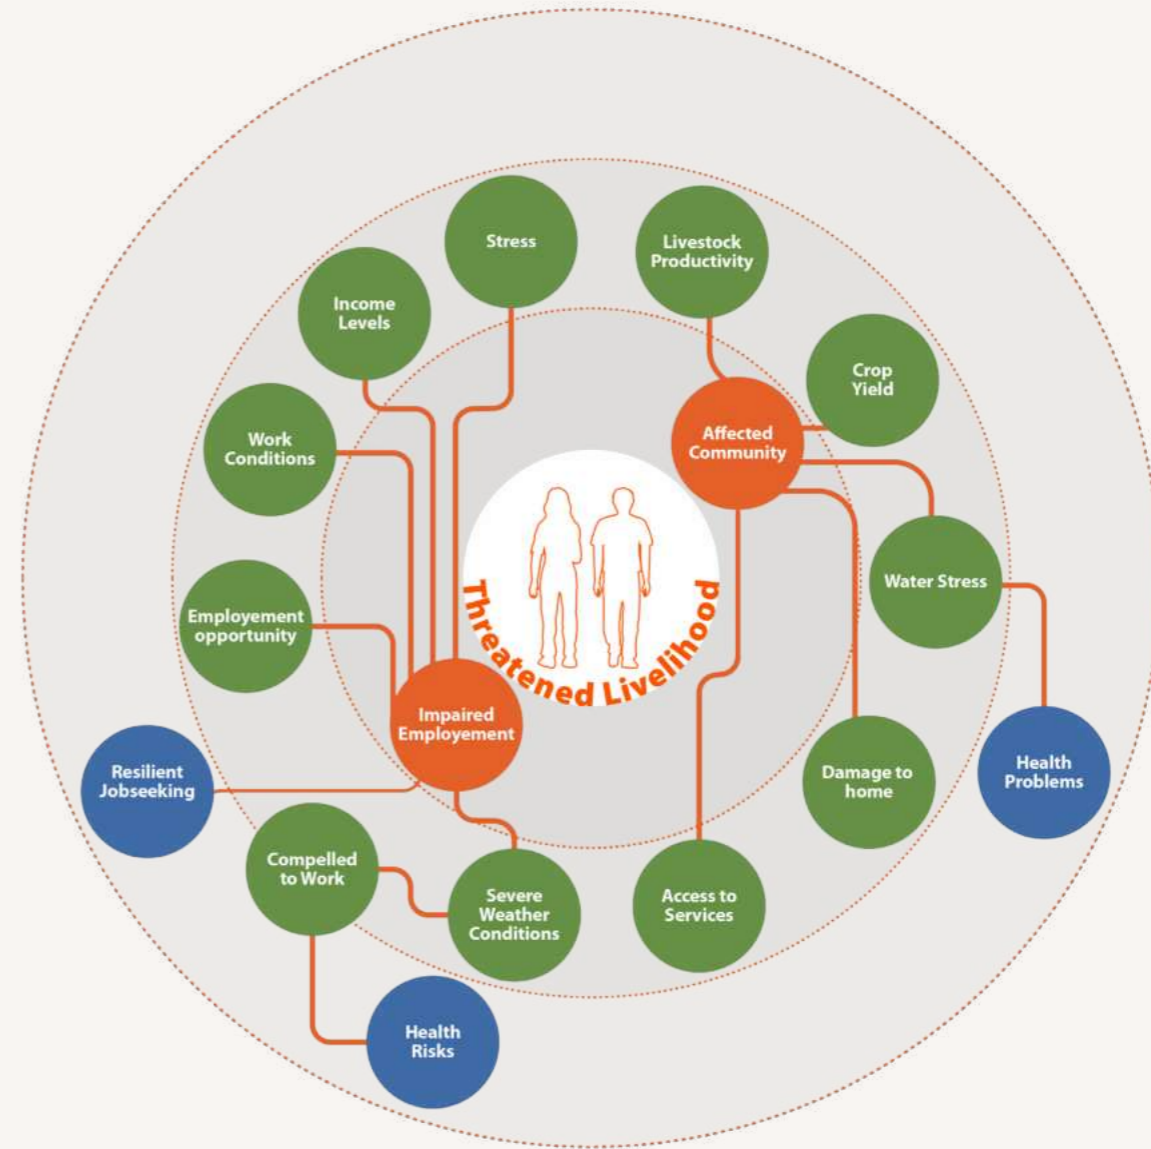 Stress
Livestock
Productivity
Income
Levels
Crop
Yield
Work
Conditions
Affected
Community
Threatened Livelihood
Water Stress
Employement
opportunity
Impaired
Employement
Resilient
Jobseeking
Damage to
home
Health
Problems
Compelled
to Work
Severe
Weather
Conditions
Access to
Services
Health
Risks